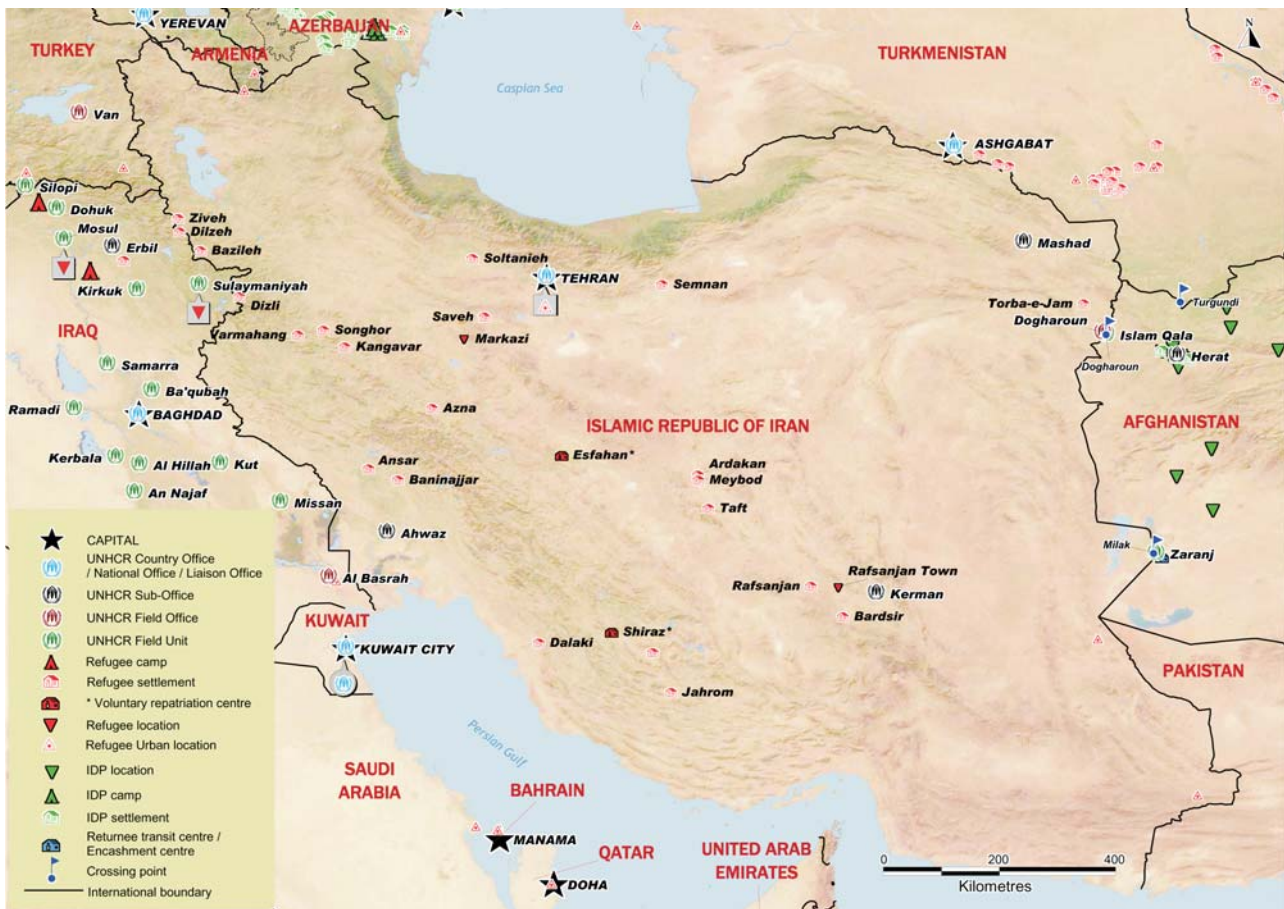 YEREVAN
AZERBAIJAN
TURKEY
ARMENIA
TURKMENISTAN
N
Caspian Sea
Van
ASHGABAT
Silopi
Dohuk
Mosul
Erbil
Ziveh
Dilzeh
Bazileh
Mashad
Soltanieh
TEHRAN
Semnan
Kirkuk
Sulaymaniyah
Dizli
Torba-e-Jam
Turgundi
Saveh
Dogharoun
IRAQ
Varmahang
Songhor
Kangavar
Markazi
Islam Qala
Dogharoun
Herat
Samarra
Ba'qubah
Ramadi
BAGHDAD
Azna
ISLAMIC REPUBLIC OF IRAN
AFGHANISTAN
Kerbala
Al Hillah
Kut
Ansar
Baninajjar
Esfahan*
Ardakan
Meybod
An Najaf
Missan
Taft
Ahwaz
Milak
Zaranj
Al Basrah
Rafsanjan
Rafsanjan Town
Kerman
Bardsir
KUWAIT
KUWAIT CITY
Dalaki
Shiraz*
PAKISTAN
Jahrom
Persian Gulf
SAUDI
ARABIA
BAHRAIN
MANAMA
QATAR
DOHA
UNITED ARAB
EMIRATES
0 200 400
Kilometres
CAPITAL
UNHCR Country Office
/ National Office / Liaison Office
UNHCR Sub-Office
UNHCR Field Office
UNHCR Field Unit
Refugee camp
Refugee settlement
* Voluntary repatriation centre
Refugee location
Refugee Urban location
IDP location
IDP camp
IDP settlement
Returnee transit centre /
Encashment centre
Crossing point
International boundary